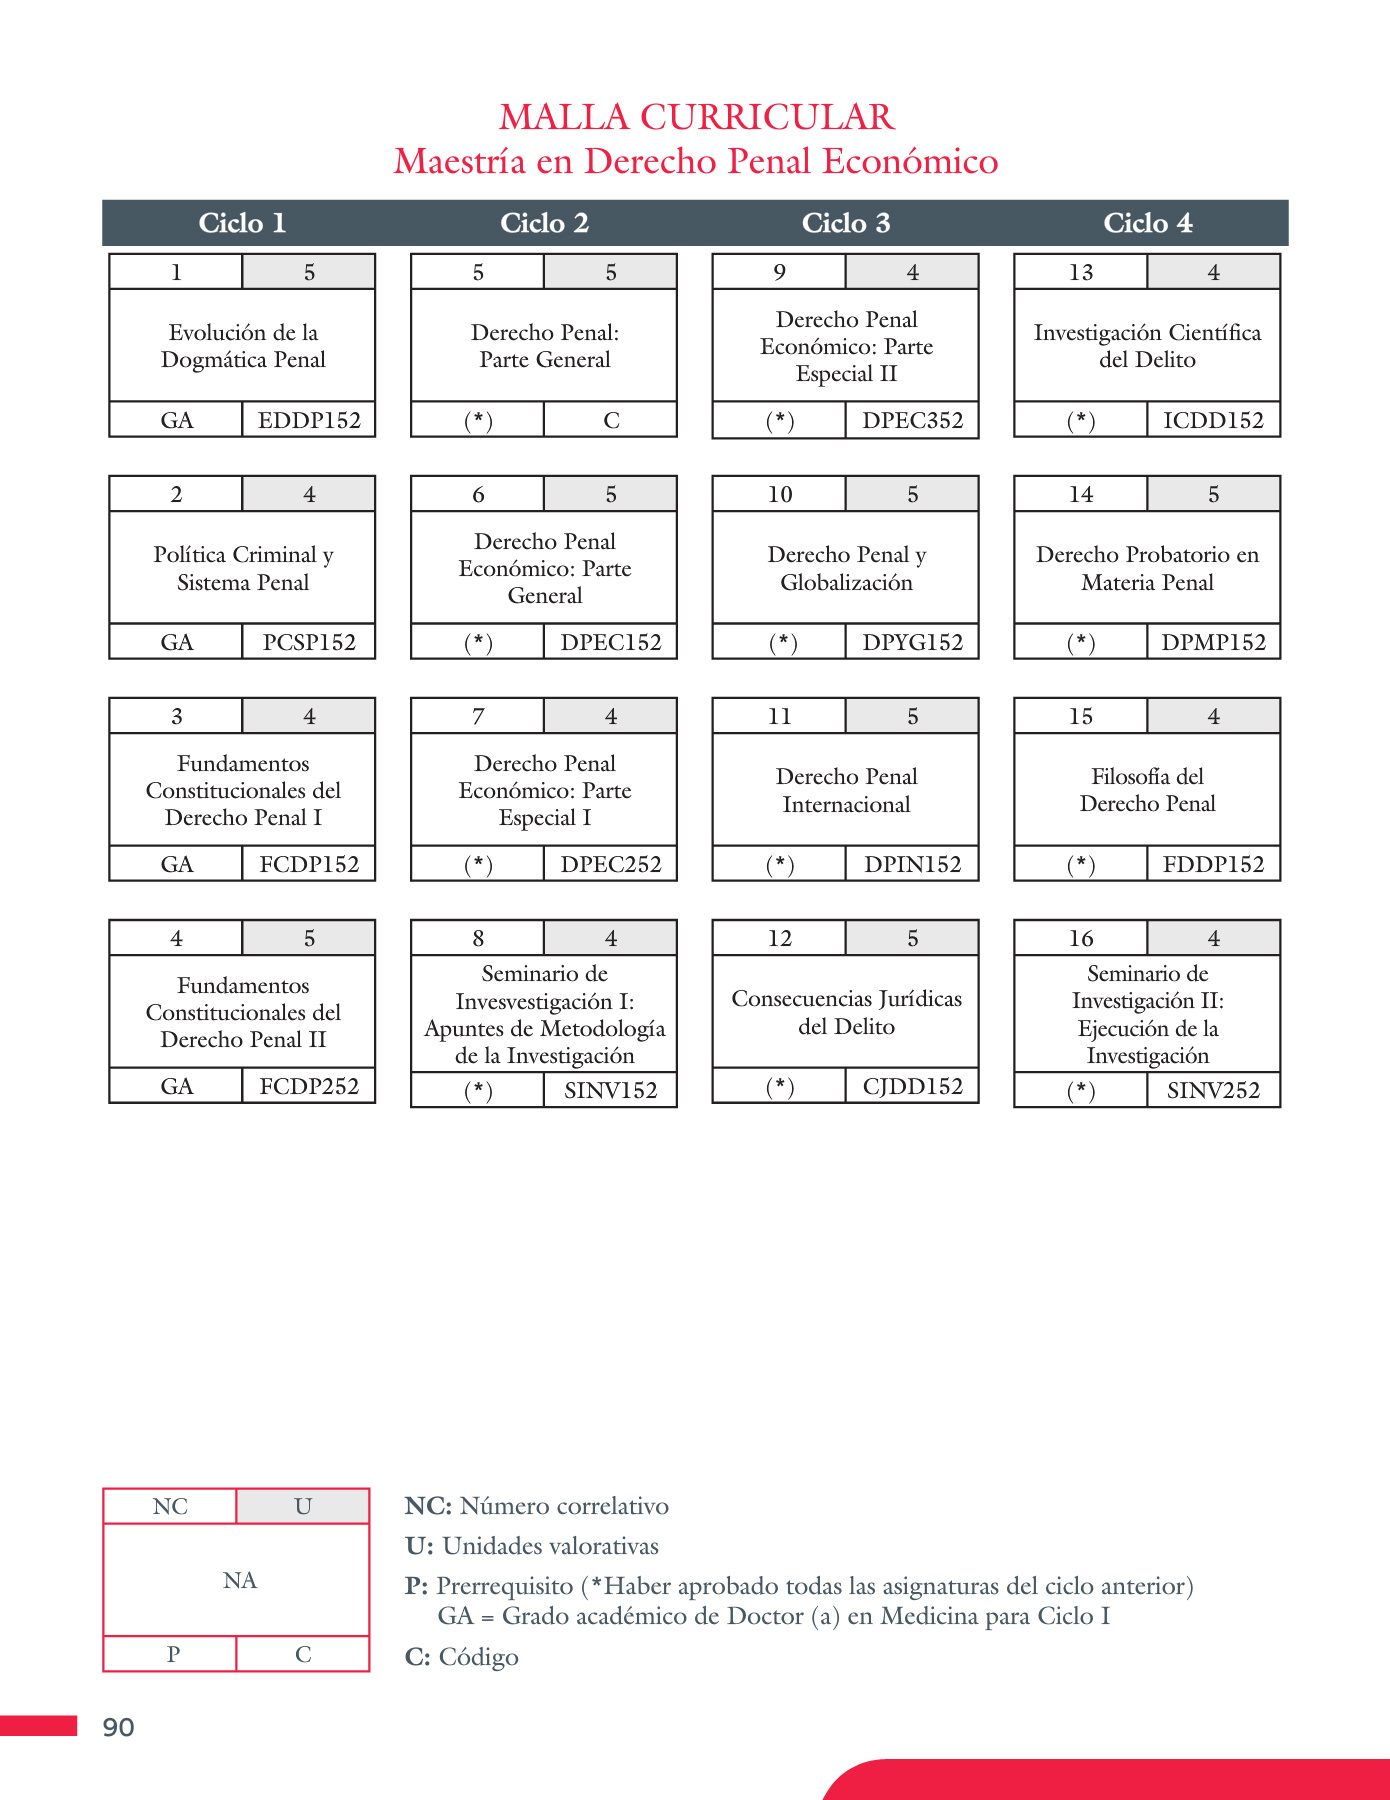 MALLA CURRICULAR
Maestría en Derecho Penal Económico
Ciclo 1 Ciclo 2 Ciclo 3 Ciclo 4
1 5
Evolución de la
Dogmática Penal
GA EDDP152
5 5
Derecho Penal:
Parte General
(*) C
9 4
Derecho Penal
Económico: Parte
Especial II
(*) DPEC352
13 4
Investigación Científica
del Delito
(*) ICDD152
2 4
Política Criminal y
Sistema Penal
GA PCSP152
6 5
Derecho Penal
Económico: Parte
General
(*) DPEC152
10 5
Derecho Penal y
Globalización
(*) DPYG152
14 5
Derecho Probatorio en
Materia Penal
(*) DPMP152
3 4
Fundamentos
Constitucionales del
Derecho Penal I
GA FCDP152
7 4
Derecho Penal
Económico: Parte
Especial I
(*) DPEC252
11 5
Derecho Penal
Internacional
(*) DPIN152
15 4
Filosofía del
Derecho Penal
(*) FDDP152
4 5
Fundamentos
Constitucionales del
Derecho Penal II
GA FCDP252
8 4
Seminario de
Invesvestigación I:
Apuntes de Metodología
de la Investigación
(*) SINV152
12 5
Consecuencias Jurídicas
del Delito
(*) CJDD152
16 4
Seminario de
Investigación II:
Ejecución de la
Investigación
(*) SINV252
NC U
NA
P C
NC: Número correlativo
U: Unidades valorativas
P: Prerrequisito (*Haber aprobado todas las asignaturas del ciclo anterior)
GA = Grado académico de Doctor (a) en Medicina para Ciclo I
C: Código
90